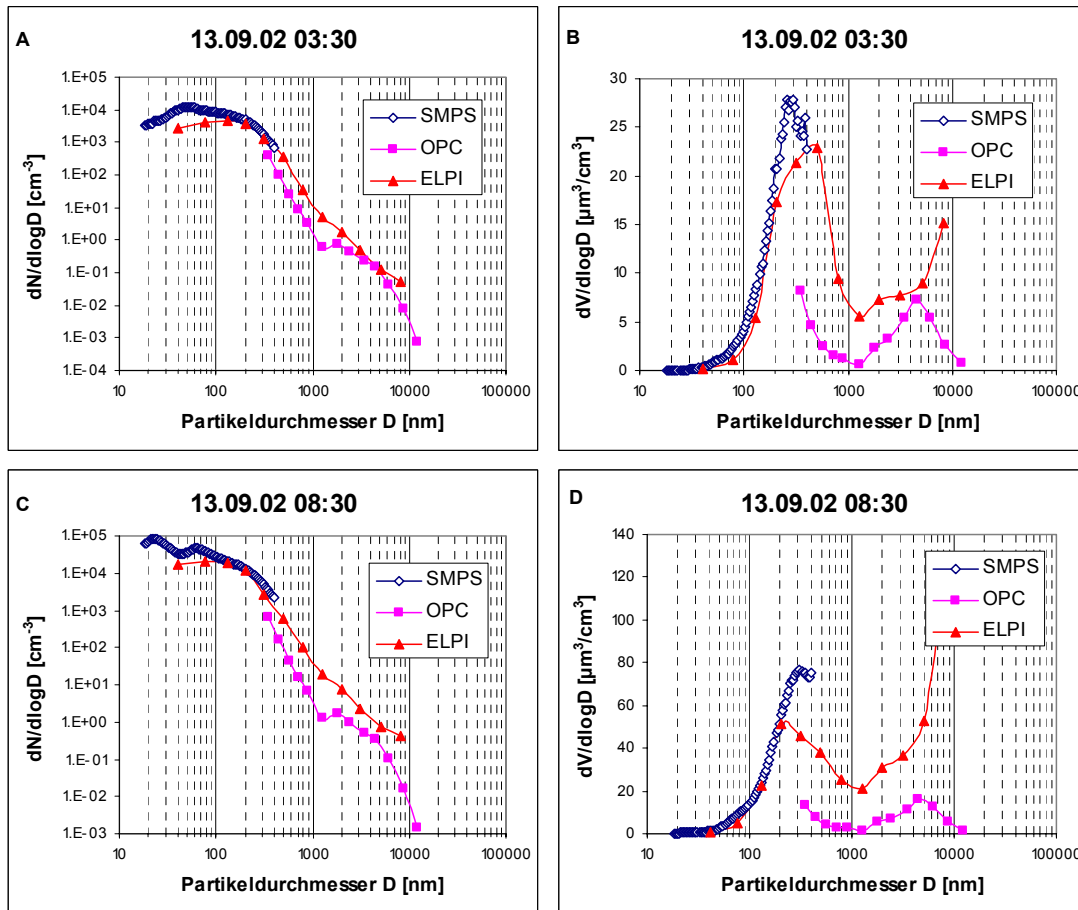 A
13.09.02 03:30
dN/dlogD [cm⁻³]
1.E+05
1.E+04
1.E+03
1.E+02
1.E+01
1.E+00
1.E-01
1.E-02
1.E-03
1.E-04
10 100 1000 10000 100000
Partikeldurchmesser D [nm]
SMPS
OPC
ELPI
B
13.09.02 03:30
dV/dlogD [µm³/cm³]
30
25
20
15
10
5
0
10 100 1000 10000 100000
Partikeldurchmesser D [nm]
SMPS
OPC
ELPI
C
13.09.02 08:30
dN/dlogD [cm⁻³]
1.E+05
1.E+04
1.E+03
1.E+02
1.E+01
1.E+00
1.E-01
1.E-02
1.E-03
10 100 1000 10000 100000
Partikeldurchmesser D [nm]
SMPS
OPC
ELPI
D
13.09.02 08:30
dV/dlogD [µm³/cm³]
140
120
100
80
60
40
20
0
10 100 1000 10000 100000
Partikeldurchmesser D [nm]
SMPS
OPC
ELPI